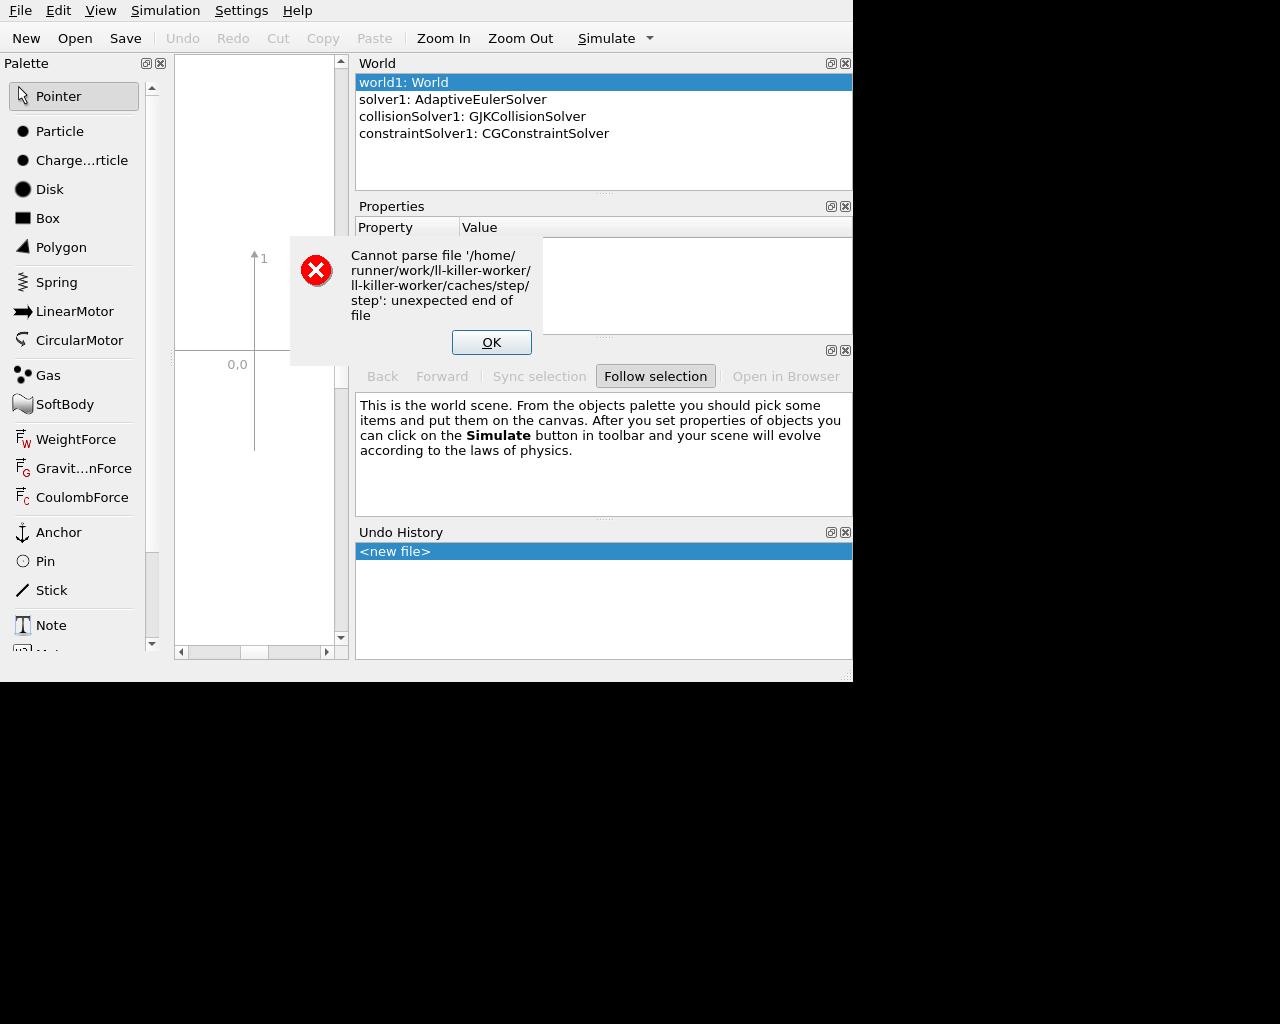 File Edit View Simulation Settings Help
New Open Save Undo Redo Cut Copy Paste Zoom In Zoom Out Simulate
Palette
Pointer
Particle
Charge...rticle
Disk
Box
Polygon
Spring
LinearMotor
CircularMotor
Gas
SoftBody
WeightForce
Gravit...nForce
CoulombForce
Anchor
Pin
Stick
Note
1
0,0
World
world1: World
solver1: AdaptiveEulerSolver
collisionSolver1: GJKCollisionSolver
constraintSolver1: CGConstraintSolver
Properties
Property Value
Cannot parse file '/home/
runner/work/ll-killer-worker/
ll-killer-worker/caches/step/
step': unexpected end of
file
OK
Back Forward Sync selection Follow selection Open in Browser
This is the world scene. From the objects palette you should pick some
items and put them on the canvas. After you set properties of objects you
can click on the Simulate button in toolbar and your scene will evolve
according to the laws of physics.
Undo History
<new file>